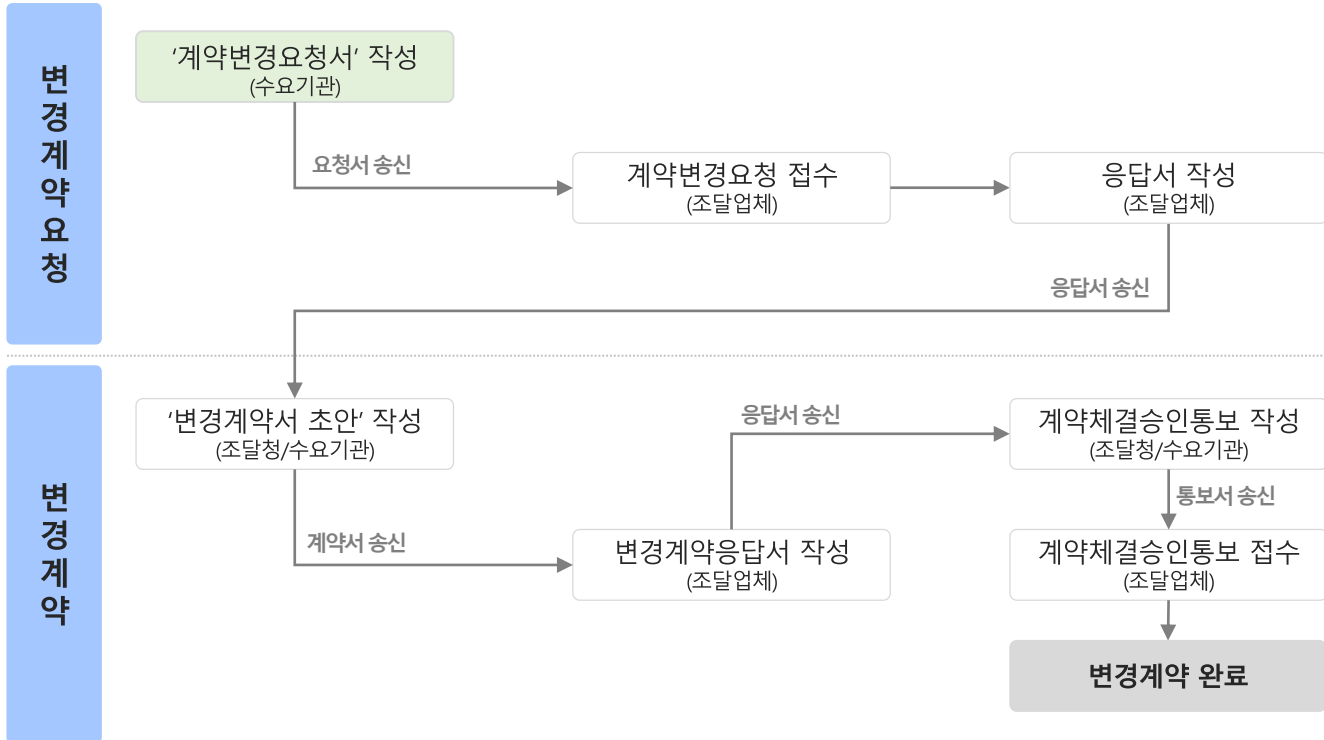 변경계약요청
‘계약변경요청서’ 작성
(수요기관)
요청서 송신
계약변경요청 접수
(조달업체)
응답서 작성
(조달업체)
응답서 송신
변경계약
‘변경계약서 초안’ 작성
(조달청/수요기관)
계약서 송신
변경계약응답서 작성
(조달업체)
응답서 송신
계약체결승인통보 작성
(조달청/수요기관)
통보서 송신
계약체결승인통보 접수
(조달업체)
변경계약 완료